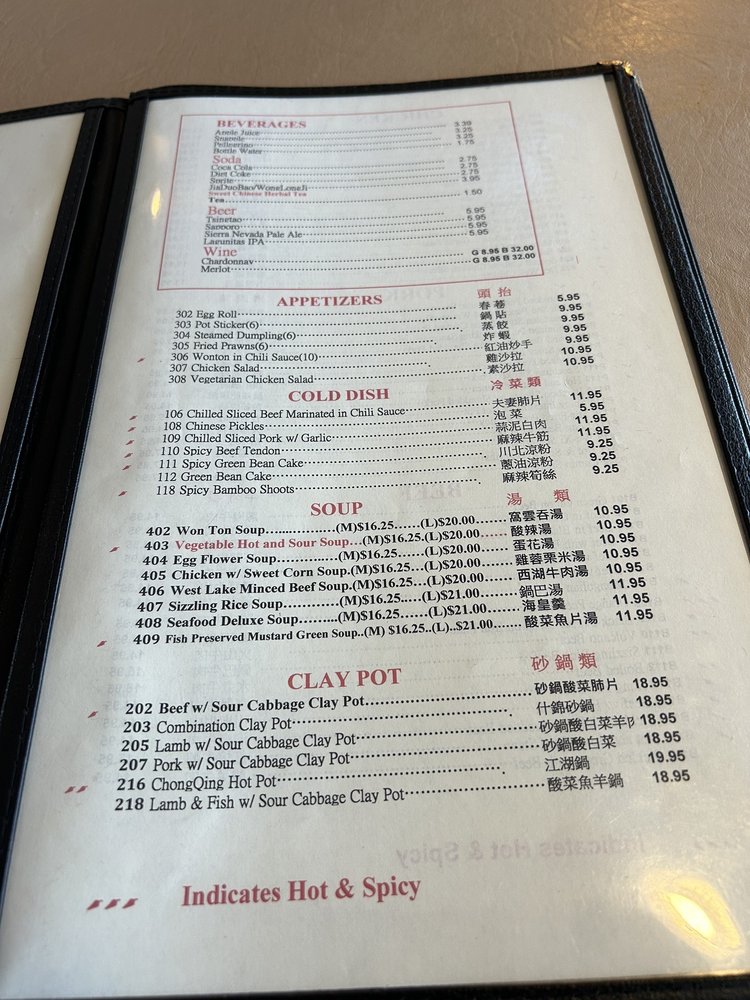 BEVERAGES
Apple Juice 3.39
Snapple 3.25
Pellegrino 3.25
Bottle Water 1.75
Soda
Coca Cola 2.75
Diet Coke 2.75
Sprite 2.75
JiaDuoBao/WongLouJi 3.95
Sweet Chinese Herbal Tea
Tea 1.50
Beer
Tsingtao 5.95
Sapporo 5.95
Sierra Nevada Pale Ale 5.95
Lagunitas IPA 5.95
Wine
Chardonnay G 8.95 B 32.00
Merlot G 8.95 B 32.00
APPETIZERS 頭抬
302 Egg Roll 春卷 5.95
303 Pot Sticker(6) 鍋貼 9.95
304 Steamed Dumpling(6) 蒸餃 9.95
305 Fried Prawns(6) 炸蝦 9.95
306 Wonton in Chili Sauce(10) 紅油炒手 9.95
307 Chicken Salad 雞沙拉 10.95
308 Vegetarian Chicken Salad 素沙拉 10.95
COLD DISH 冷菜類
106 Chilled Sliced Beef Marinated in Chili Sauce 夫妻肺片 11.95
108 Chinese Pickles 泡菜 5.95
109 Chilled Sliced Pork w/ Garlic 蒜泥白肉 11.95
110 Spicy Beef Tendon 麻辣牛筋 11.95
111 Spicy Green Bean Cake 川北涼粉 9.25
112 Green Bean Cake 蔥油涼粉 9.25
118 Spicy Bamboo Shoots 麻辣筍絲 9.25
SOUP 湯類
402 Won Ton Soup (M)$16.25 (L)$20.00 窩雲吞湯 10.95
403 Vegetable Hot and Sour Soup (M)$16.25 (L)$20.00 酸辣湯 10.95
404 Egg Flower Soup (M)$16.25 (L)$20.00 蛋花湯 10.95
405 Chicken w/ Sweet Corn Soup (M)$16.25 (L)$20.00 雞蓉栗米湯 10.95
406 West Lake Minced Beef Soup (M)$16.25 (L)$20.00 西湖牛肉湯 10.95
407 Sizzling Rice Soup (M)$16.25 (L)$21.00 鍋巴湯 11.95
408 Seafood Deluxe Soup (M)$16.25 (L)$21.00 海皇羹 11.95
409 Fish Preserved Mustard Green Soup..(M) $16.25..(L)..$21.00 酸菜魚片湯 11.95
CLAY POT 砂鍋類
202 Beef w/ Sour Cabbage Clay Pot 砂鍋酸菜肺片 18.95
203 Combination Clay Pot 什錦砂鍋 18.95
205 Lamb w/ Sour Cabbage Clay Pot 砂鍋酸白菜羊 18.95
207 Pork w/ Sour Cabbage Clay Pot 砂鍋酸白菜 18.95
216 ChongQing Hot Pot 江湖鍋 19.95
218 Lamb & Fish w/ Sour Cabbage Clay Pot 酸菜魚羊鍋 18.95
Indicates Hot & Spicy